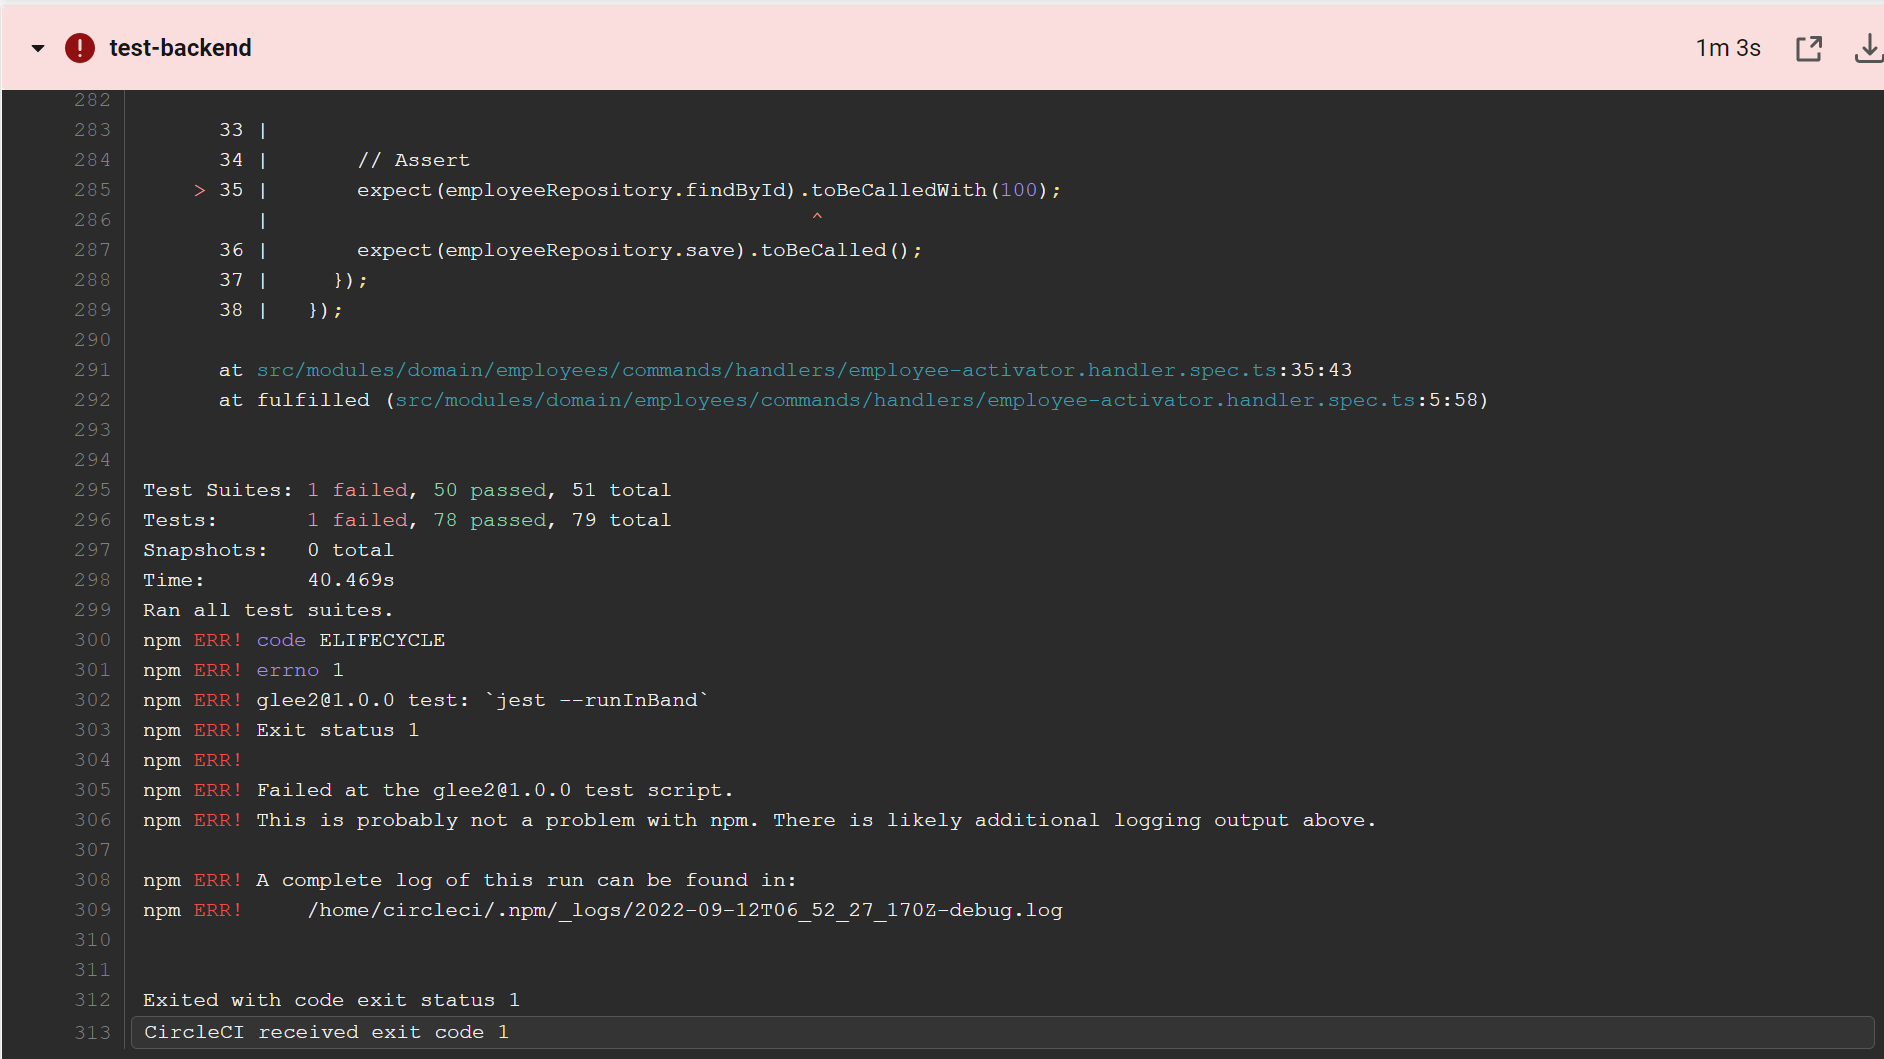 test-backend 1m 3s
282
283 33 |
284 34 | // Assert
285 > 35 | expect(employeeRepository.findById).toBeCalledWith(100);
286 | ^
287 36 | expect(employeeRepository.save).toBeCalled();
288 37 | });
289 38 | });
290
291 at src/modules/domain/employees/commands/handlers/employee-activator.handler.spec.ts:35:43
292 at fulfilled (src/modules/domain/employees/commands/handlers/employee-activator.handler.spec.ts:5:58)
293
294
295 Test Suites: 1 failed, 50 passed, 51 total
296 Tests: 1 failed, 78 passed, 79 total
297 Snapshots: 0 total
298 Time: 40.469s
299 Ran all test suites.
300 npm ERR! code ELIFECYCLE
301 npm ERR! errno 1
302 npm ERR! glee2@1.0.0 test: `jest --runInBand`
303 npm ERR! Exit status 1
304 npm ERR!
305 npm ERR! Failed at the glee2@1.0.0 test script.
306 npm ERR! This is probably not a problem with npm. There is likely additional logging output above.
307
308 npm ERR! A complete log of this run can be found in:
309 npm ERR! /home/circleci/.npm/_logs/2022-09-12T06_52_27_170Z-debug.log
310
311
312 Exited with code exit status 1
313 CircleCI received exit code 1